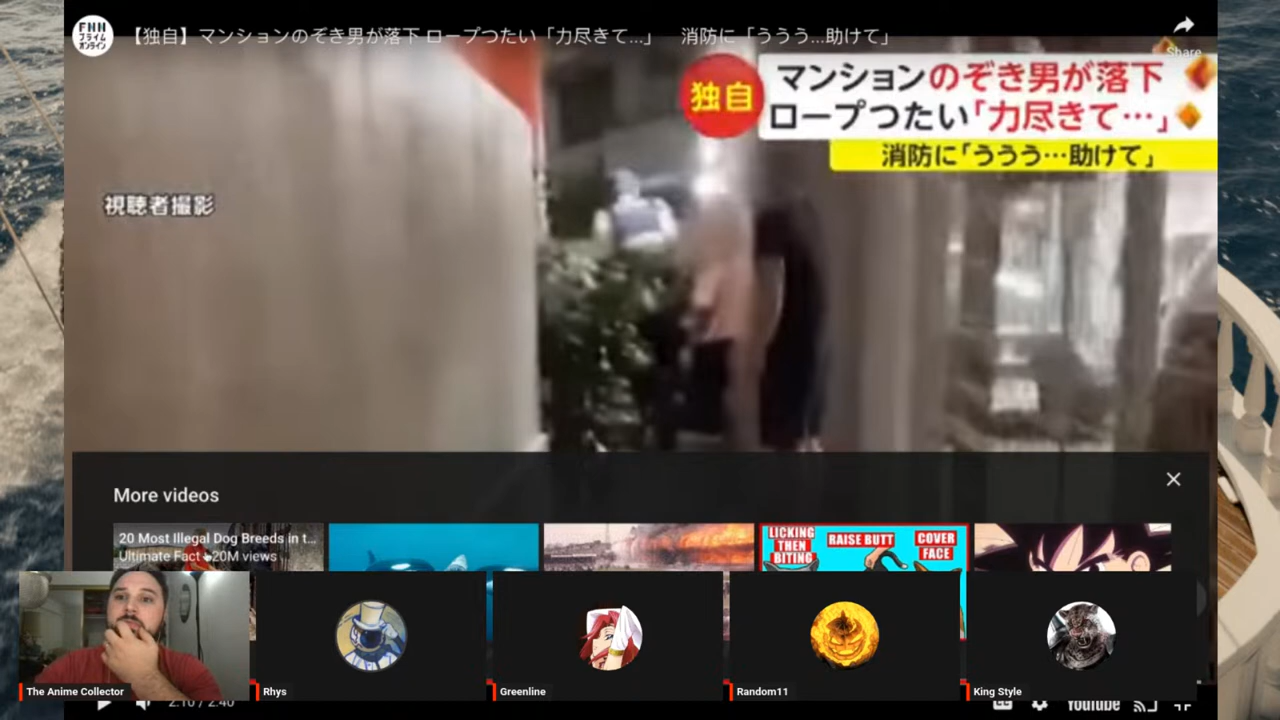 FNN
プライム
オンライン
【独自】マンションのぞき男が落下 ロープつたい「力尽きて...」 消防に「ううう...助けて」
Share
独自
マンションのぞき男が落下
ロープつたい「力尽きて…」
消防に「ううう…助けて」
視聴者撮影
More videos
20 Most Illegal Dog Breeds in t...
Ultimate Fact • 20M views
LICKING
THEN
BITING
RAISE BUTT
COVER
FACE
The Anime Collector
Rhys
Greenline
Random11
King Style
2:10 / 2:40
YouTube